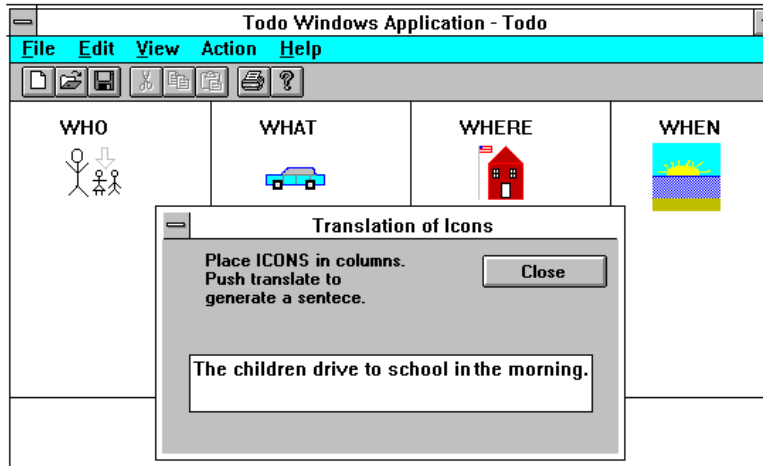 Todo Windows Application - Todo
File Edit View Action Help
WHO WHAT WHERE WHEN
Translation of Icons
Place ICONS in columns.
Push translate to
generate a sentece.
Close
The children drive to school in the morning.